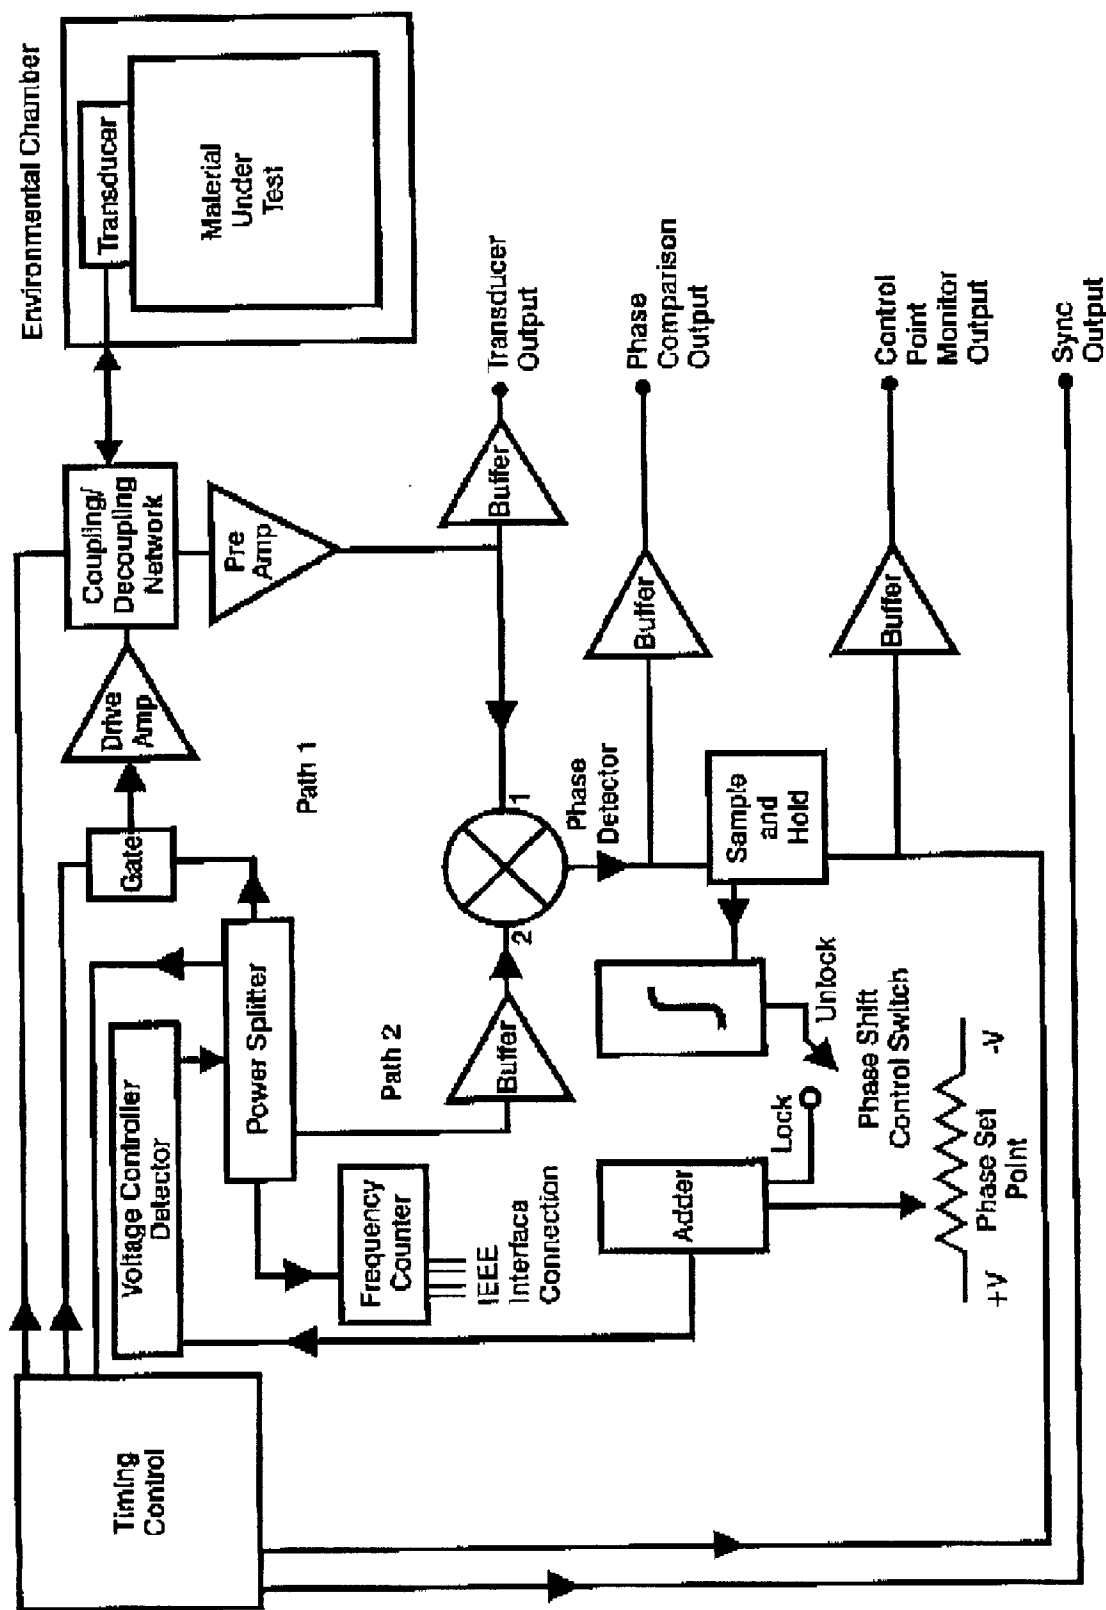 Environmental Chamber
Transducer
Material
Under
Test
Coupling/
Decoupling
Network
Pre
Amp
Drive
Amp
Gate
Path 1
Buffer
Transducer
Output
Timing
Control
Voltage Controller
Detector
Power Splitter
Path 2
Frequency
Counter
IEEE
Interface
Connection
Buffer
2
1
Phase
Detector
Buffer
Phase
Comparison
Output
Sample
and
Hold
Adder
Lock
Unlock
Phase Shift
Control Switch
Buffer
Control
Point
Monitor
Output
+V
Phase Set
Point
-V
Sync
Output